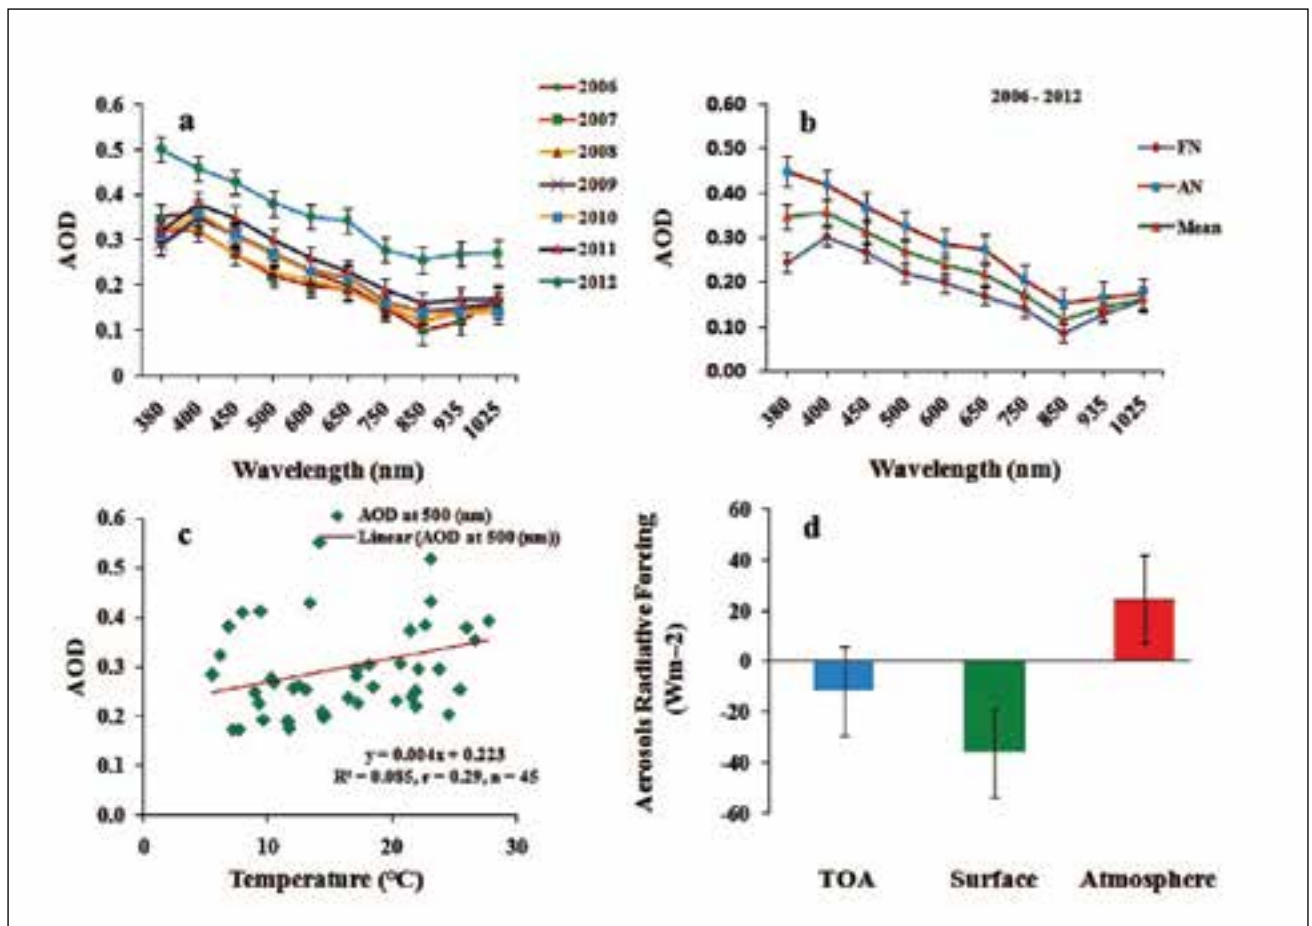 a
0.6
0.5
0.4
0.3
0.2
0.1
0
AOD
380 400 450 500 600 650 750 850 935 1025
Wavelength (nm)
2006
2007
2008
2009
2010
2011
2012
b
2006 - 2012
0.60
0.50
0.40
0.30
0.20
0.10
0.00
AOD
380 400 450 500 600 650 750 850 935 1025
Wavelength (nm)
FN
AN
Mean
c
AOD at 500 (nm)
Linear (AOD at 500 (nm))
0.6
0.5
0.4
0.3
0.2
0.1
0.0
AOD
y = 0.004x + 0.223
R² = 0.085, r = 0.29, n = 45
0 10 20 30
Temperature (°C)
d
60
40
20
0
-20
-40
-60
Aerosols Radiative Forcing
(Wm−2)
TOA Surface Atmosphere